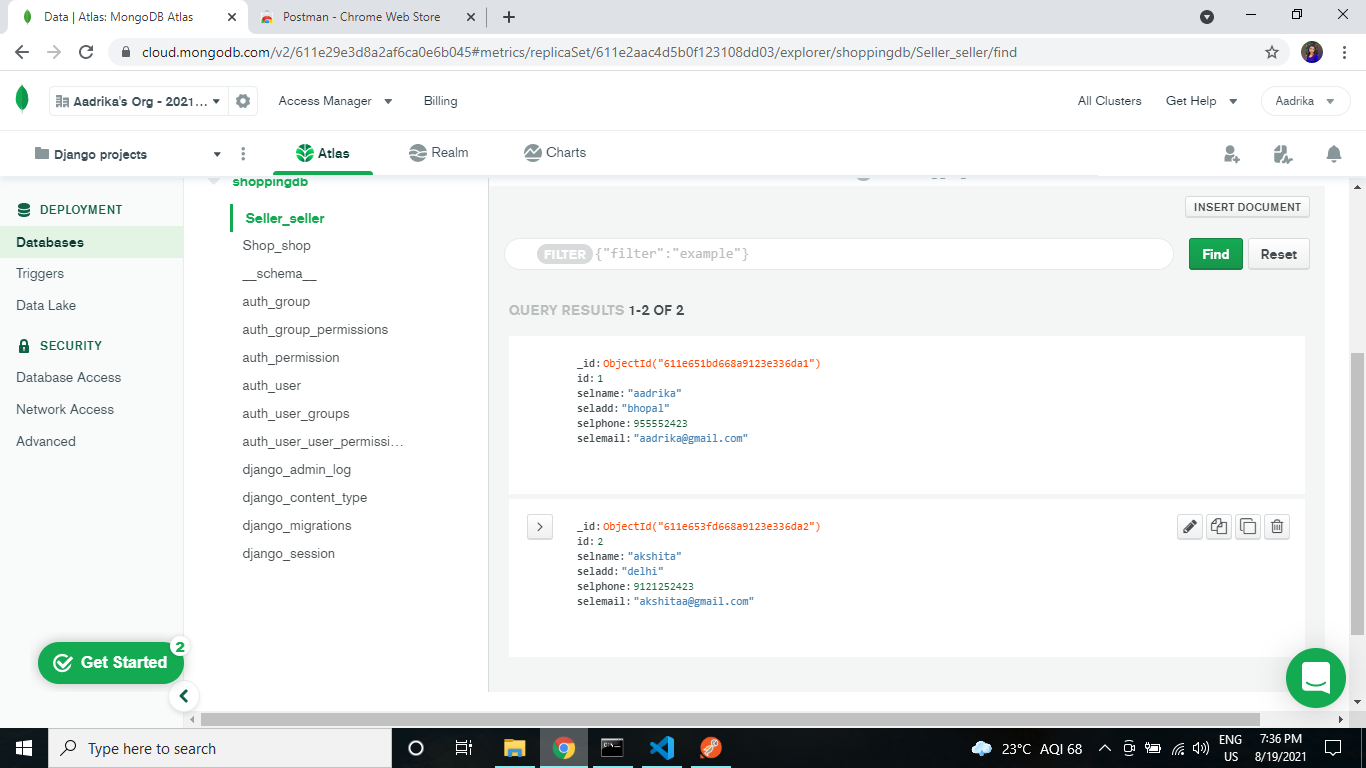 Data | Atlas: MongoDB Atlas
Postman - Chrome Web Store
cloud.mongodb.com/v2/611e29e3d8a2af6ca0e6b045#metrics/replicaSet/611e2aac4d5b0f123108dd03/explorer/shoppingdb/Seller_seller/find
Aadrika's Org - 2021...
Access Manager
Billing
All Clusters
Get Help
Aadrika
Django projects
Atlas
Realm
Charts
DEPLOYMENT
Databases
Triggers
Data Lake
SECURITY
Database Access
Network Access
Advanced
Get Started
2
shoppingdb
Seller_seller
Shop_shop
__schema__
auth_group
auth_group_permissions
auth_permission
auth_user
auth_user_groups
auth_user_user_permissi...
django_admin_log
django_content_type
django_migrations
django_session
INSERT DOCUMENT
FILTER {"filter":"example"}
Find
Reset
QUERY RESULTS 1-2 OF 2
_id: ObjectId("611e651bd668a9123e336da1")
id: 1
selname: "aadrika"
seladd: "bhopal"
selphone: 955552423
selemail: "aadrika@gmail.com"
_id: ObjectId("611e653fd668a9123e336da2")
id: 2
selname: "akshita"
seladd: "delhi"
selphone: 9121252423
selemail: "akshitaa@gmail.com"
Type here to search
23°C AQI 68
ENG
US
7:36 PM
8/19/2021